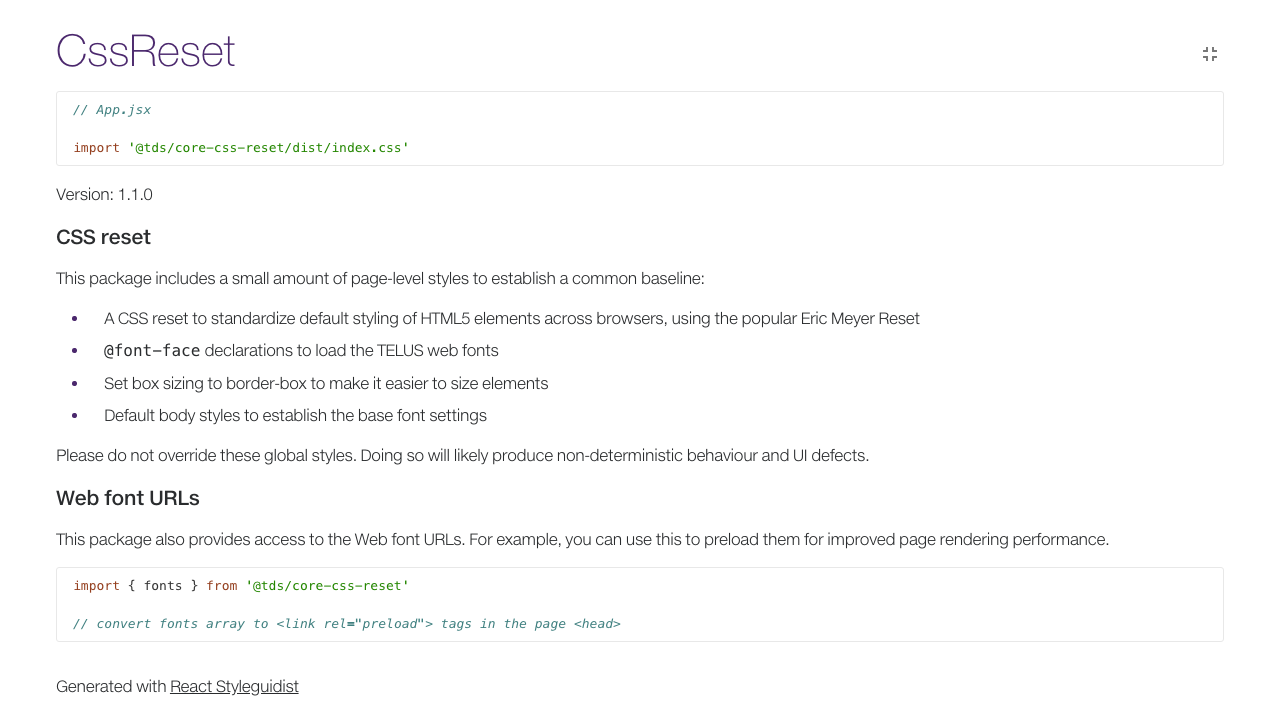 CssReset
// App.jsx
import '@tds/core-css-reset/dist/index.css'
Version: 1.1.0
CSS reset
This package includes a small amount of page-level styles to establish a common baseline:
A CSS reset to standardize default styling of HTML5 elements across browsers, using the popular Eric Meyer Reset
@font-face declarations to load the TELUS web fonts
Set box sizing to border-box to make it easier to size elements
Default body styles to establish the base font settings
Please do not override these global styles. Doing so will likely produce non-deterministic behaviour and UI defects.
Web font URLs
This package also provides access to the Web font URLs. For example, you can use this to preload them for improved page rendering performance.
import { fonts } from '@tds/core-css-reset'
// convert fonts array to <link rel="preload"> tags in the page <head>
Generated with React Styleguidist